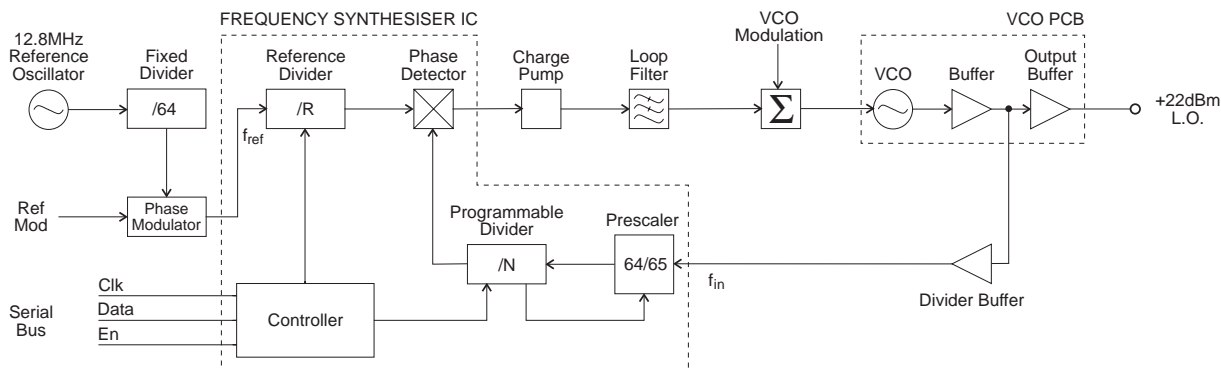 FREQUENCY SYNTHESISER IC
12.8MHz
Reference
Oscillator
Fixed
Divider
/64
Reference
Divider
/R
Phase
Detector
Charge
Pump
Loop
Filter
VCO
Modulation
Σ
VCO PCB
VCO
Buffer
Output
Buffer
+22dBm
L.O.
fref
Ref
Mod
Phase
Modulator
Programmable
Divider
/N
Prescaler
64/65
fin
Divider Buffer
Serial
Bus
Clk
Data
En
Controller